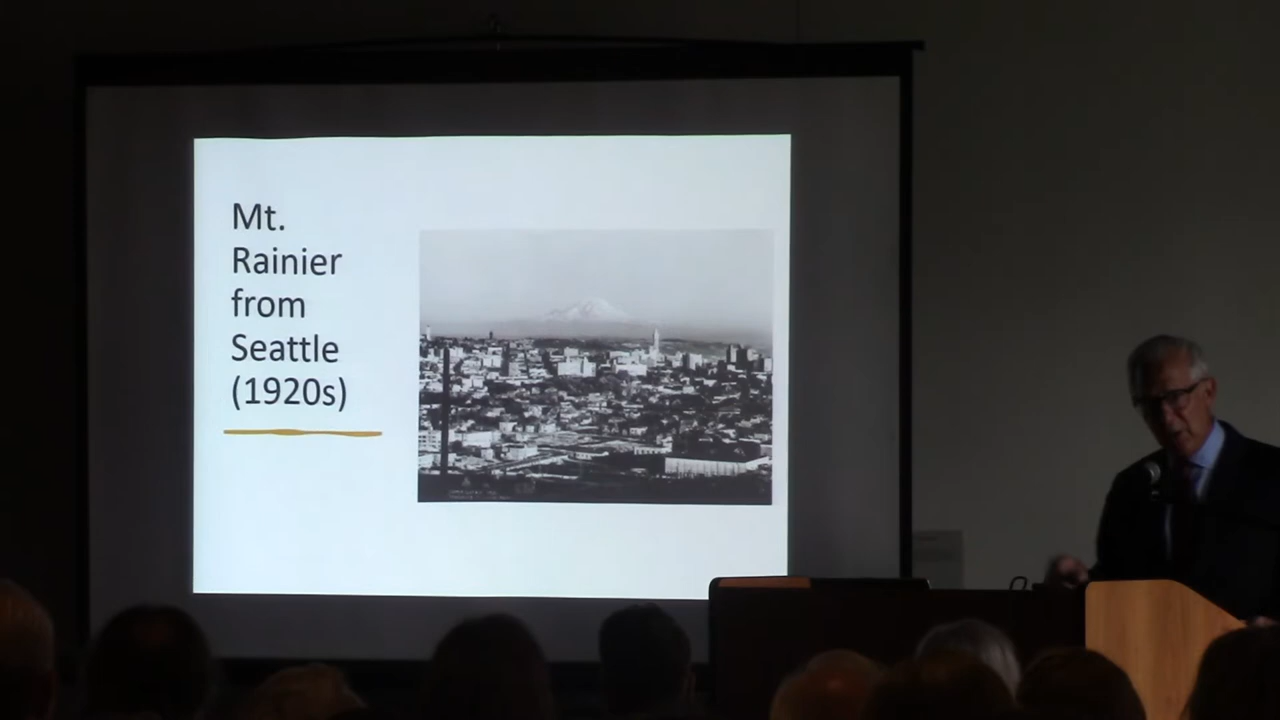 Mt.
Rainier
from
Seattle
(1920s)